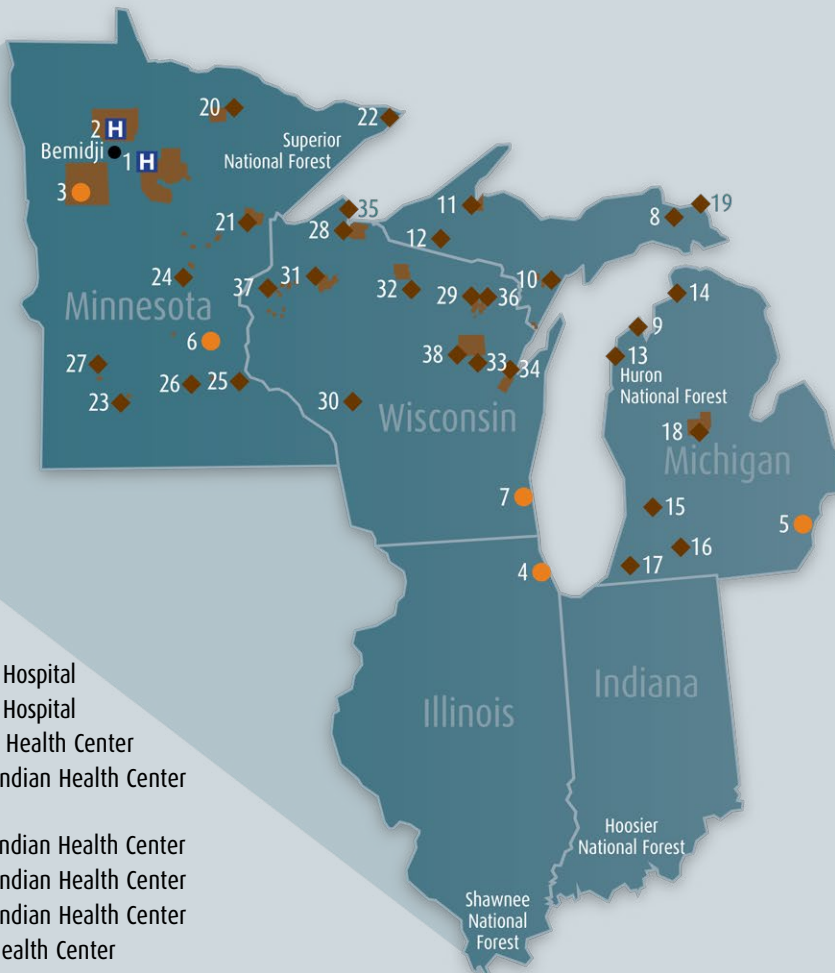 20
22
2 H
Superior
National Forest
Bemidji
1 H
3
35
11
19
8
21
28
12
24
31
37
32
10
29
36
14
Minnesota
9
6
38
33
34
13
27
Huron
National Forest
26
25
23
30
Wisconsin
18
Michigan
7
15
5
16
4
17
Hospital
Hospital
Health Center
ndian Health Center
ndian Health Center
ndian Health Center
ndian Health Center
ealth Center
Illinois
Indiana
Hoosier
National Forest
Shawnee
National
Forest